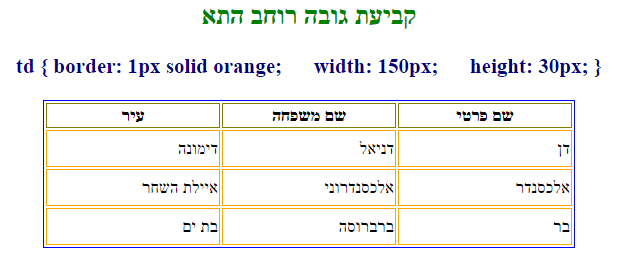 קביעת גובה רוחב התא
td { border: 1px solid orange; width: 150px; height: 30px; }
שם פרטי שם משפחה עיר
דן דניאל דימונה
אלכסנדר אלכסנדרוני איילת השחר
בר ברברוסה בת ים